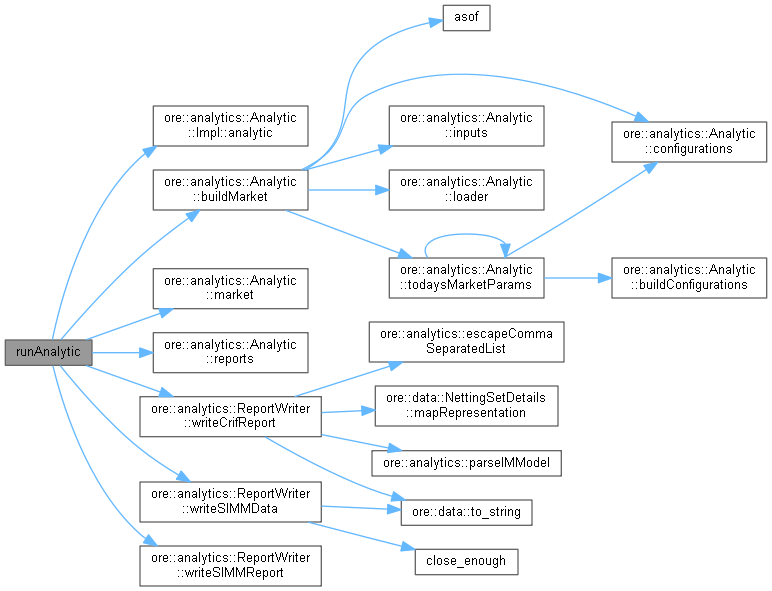 asof
ore::analytics::Analytic
::Impl::analytic
ore::analytics::Analytic
::inputs
ore::analytics::Analytic
::configurations
ore::analytics::Analytic
::buildMarket
ore::analytics::Analytic
::loader
ore::analytics::Analytic
::market
ore::analytics::Analytic
::todaysMarketParams
ore::analytics::Analytic
::buildConfigurations
runAnalytic
ore::analytics::Analytic
::reports
ore::analytics::escapeComma
SeparatedList
ore::analytics::ReportWriter
::writeCrifReport
ore::data::NettingSetDetails
::mapRepresentation
ore::analytics::parseIMModel
ore::analytics::ReportWriter
::writeSIMMData
ore::data::to_string
close_enough
ore::analytics::ReportWriter
::writeSIMMReport